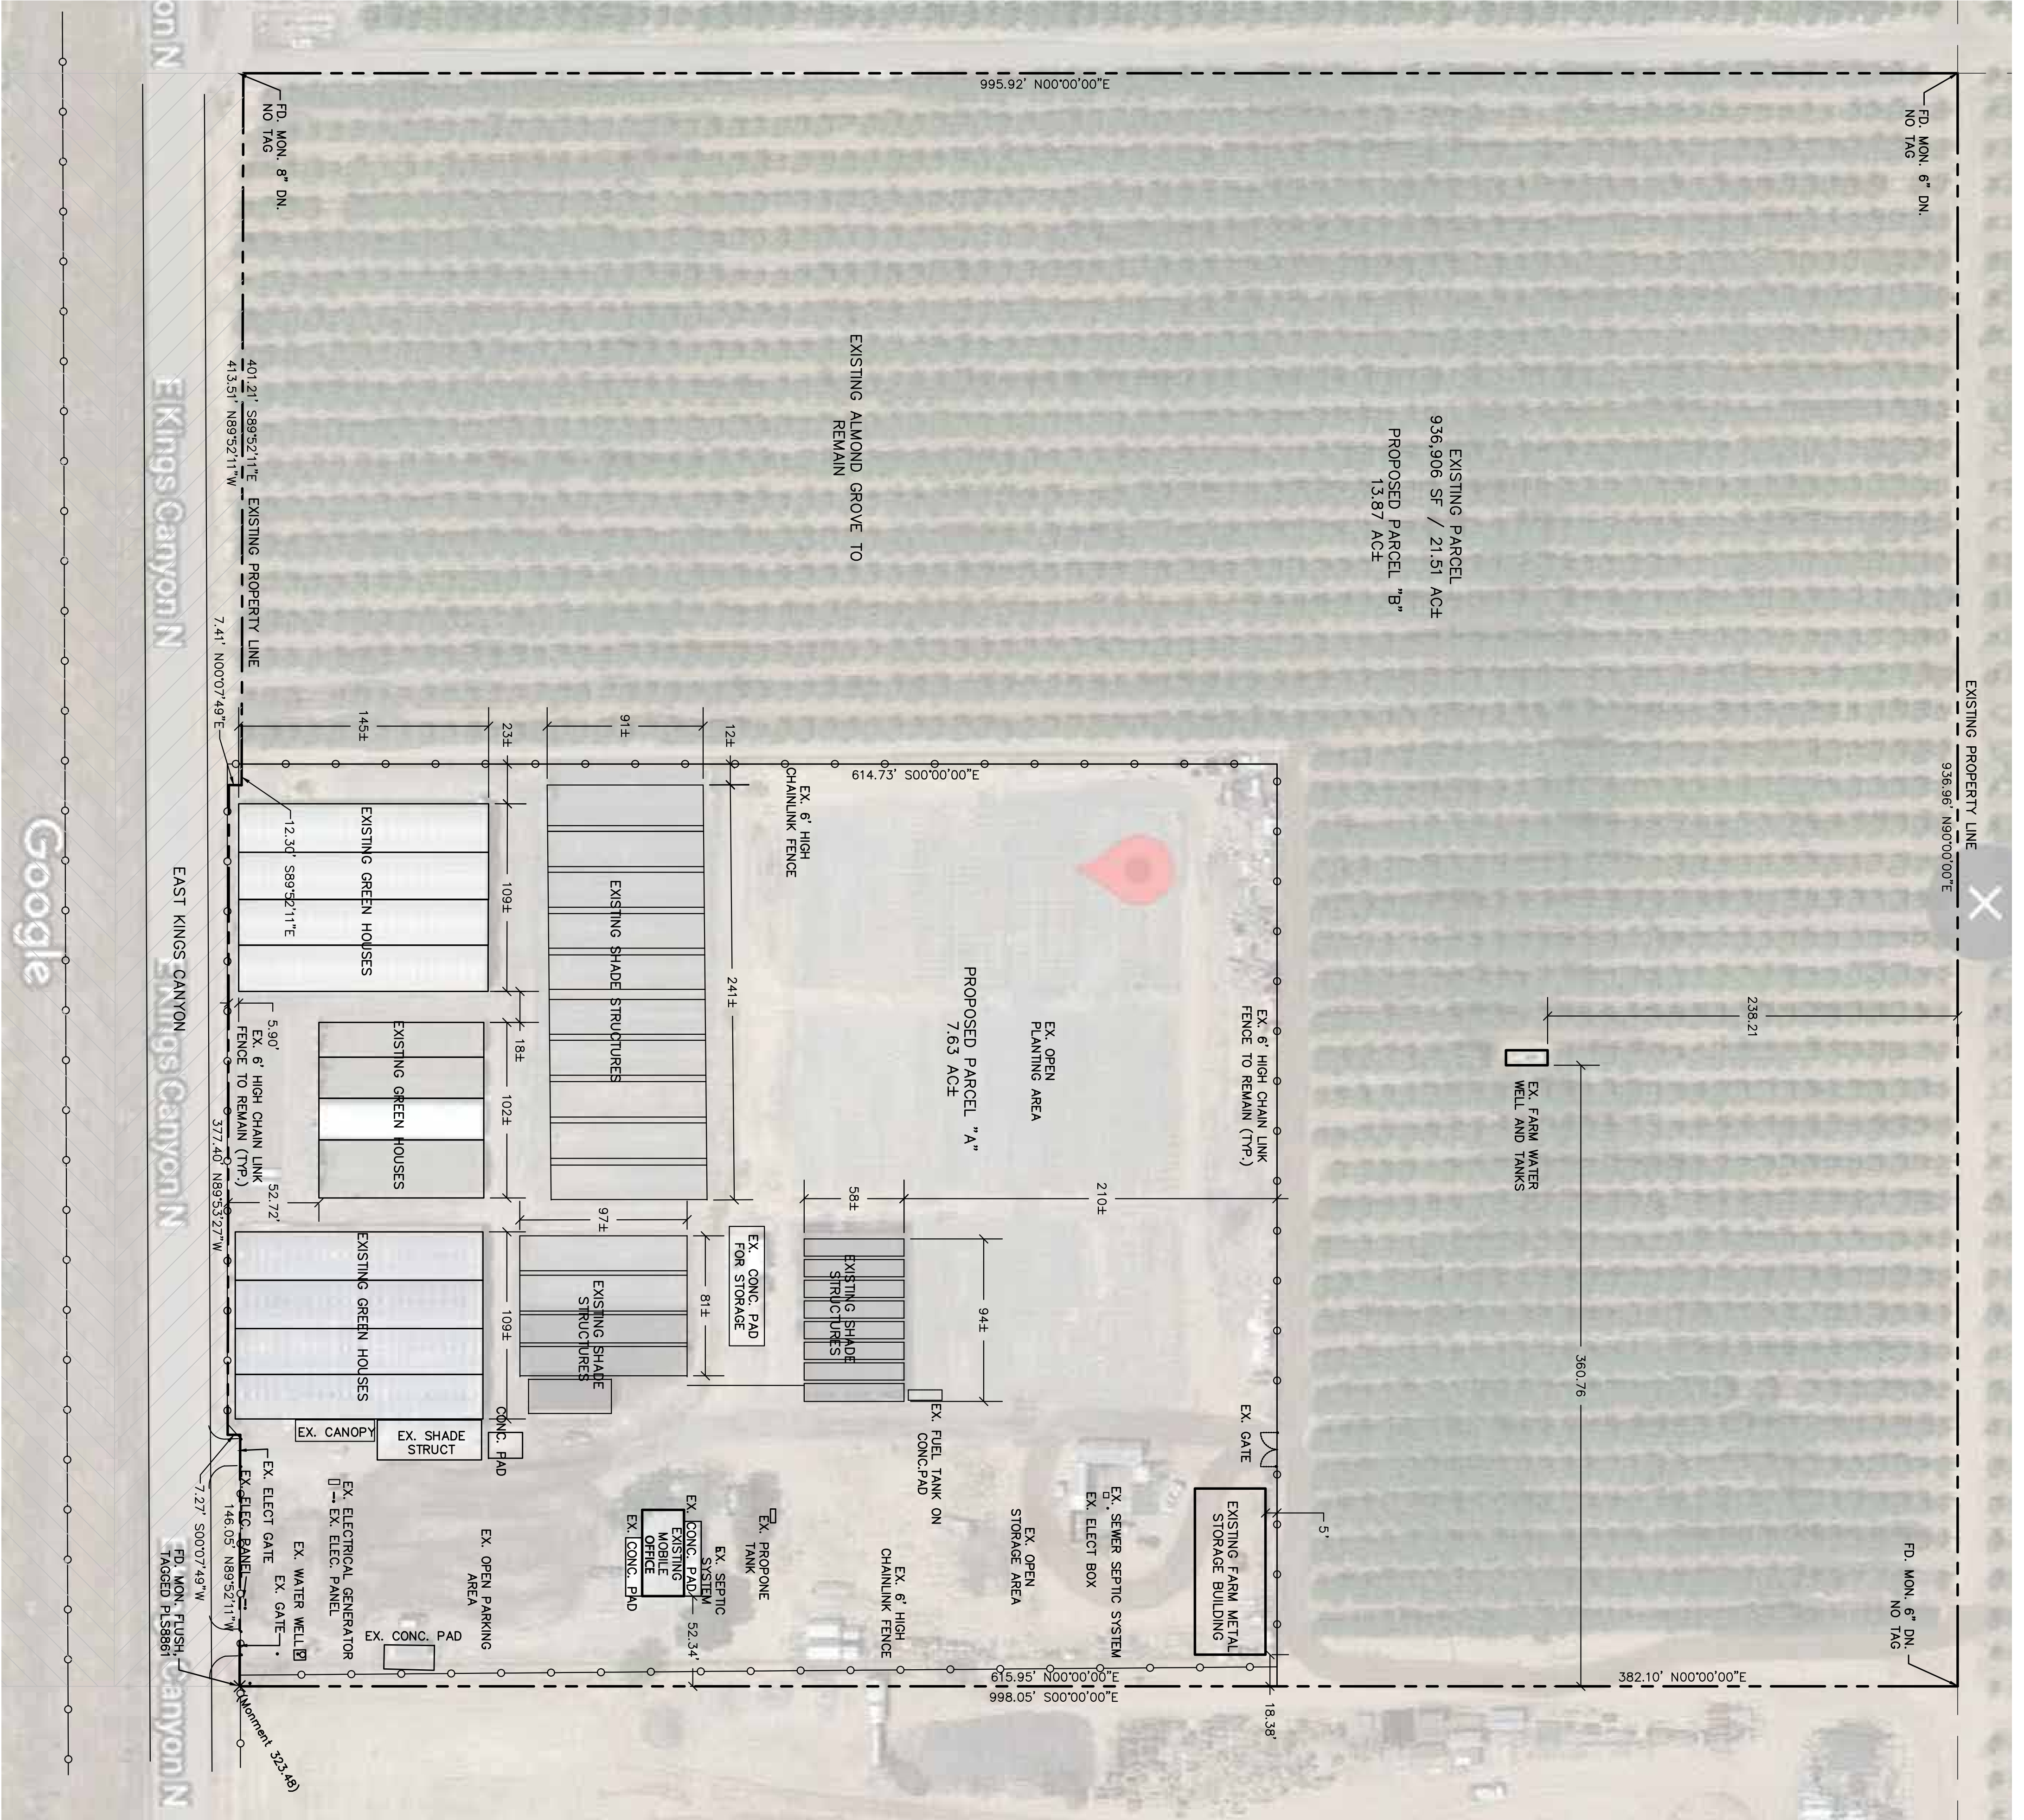 on N
995.92' N00°00'00"E
FD. MON. 8" DN.
NO TAG
FD. MON. 6" DN.
NO TAG
401.21' S89°52'11"E
413.51' N89°52'11"W
EXISTING PROPERTY LINE
EXISTING ALMOND GROVE TO
REMAIN
EXISTING PARCEL
936,906 SF / 21.51 AC±
PROPOSED PARCEL "B"
13.87 AC±
E Kings Canyon N
EXISTING PROPERTY LINE
936.96' N90°00'00"E
7.41' N00°07'49"E
145±
23±
91±
12±
614.73' S00°00'00"E
EX. 6' HIGH
CHAINLINK FENCE
12.30' S89°52'11"E
EXISTING GREEN HOUSES
109±
EXISTING SHADE STRUCTURES
241±
Google
EAST KINGS CANYON
E Kings Canyon N
5.90'
EX. 6' HIGH CHAIN LINK
FENCE TO REMAIN (TYP.)
18±
EXISTING GREEN HOUSES
102±
PROPOSED PARCEL "A"
7.63 AC±
EX. OPEN
PLANTING AREA
EX. 6' HIGH CHAIN LINK
FENCE TO REMAIN (TYP.)
238.21
EX. FARM WATER
WELL AND TANKS
360.76
377.40' N89°53'27"W
52.72'
97±
58±
210±
EXISTING GREEN HOUSES
109±
EXISTING SHADE
STRUCTURES
81±
EX. CONC. PAD
FOR STORAGE
EXISTING SHADE
STRUCTURES
94±
EX. FUEL TANK ON
CONC.PAD
EX. GATE
EX. CANOPY
EX. SHADE
STRUCT
CONC. PAD
7.27' S00°07'49"W
146.05' N89°52'11"W
EX. ELEC. PANEL
EX. ELECT GATE
EX. GATE
EX. WATER WELL
EX. ELECTRICAL GENERATOR
EX. ELEC. PANEL
EX. CONC. PAD
EX. OPEN PARKING
AREA
EX. CONC. PAD
EXISTING
MOBILE
OFFICE
EX. CONC. PAD
EX. SEPTIC
SYSTEM
EX. PROPONE
TANK
52.34'
EX. 6' HIGH
CHAINLINK FENCE
EX. OPEN
STORAGE AREA
EX. SEWER SEPTIC SYSTEM
EX. ELECT BOX
EXISTING FARM METAL
STORAGE BUILDING
5'
FD. MON. 6" DN.
NO TAG
FD. MON. FLUSH,
TAGGED PLS8861
Canyon N
615.95' N00°00'00"E
998.05' S00°00'00"E
18.38'
382.10' N00°00'00"E
(Monment 323.48)